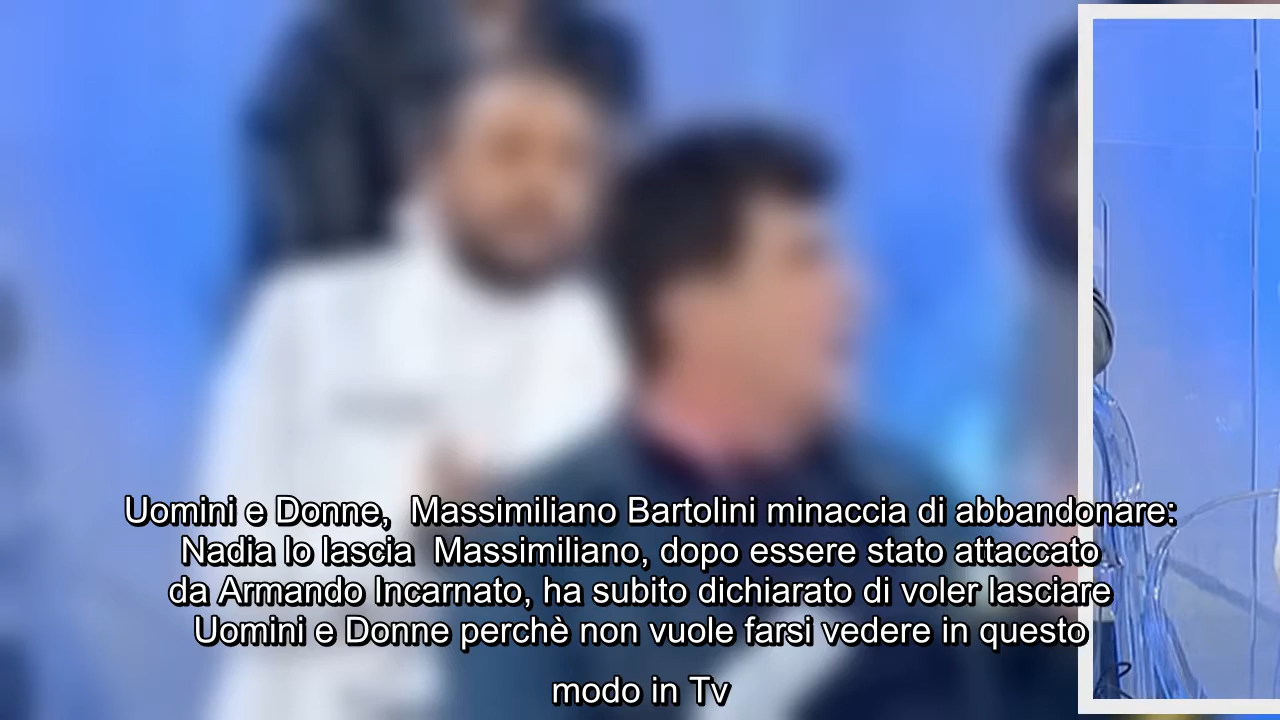 Uomini e Donne,  Massimiliano Bartolini minaccia di abbandonare:
Nadia lo lascia  Massimiliano, dopo essere stato attaccato
da Armando Incarnato, ha subito dichiarato di voler lasciare
Uomini e Donne perchè non vuole farsi vedere in questo
modo in Tv